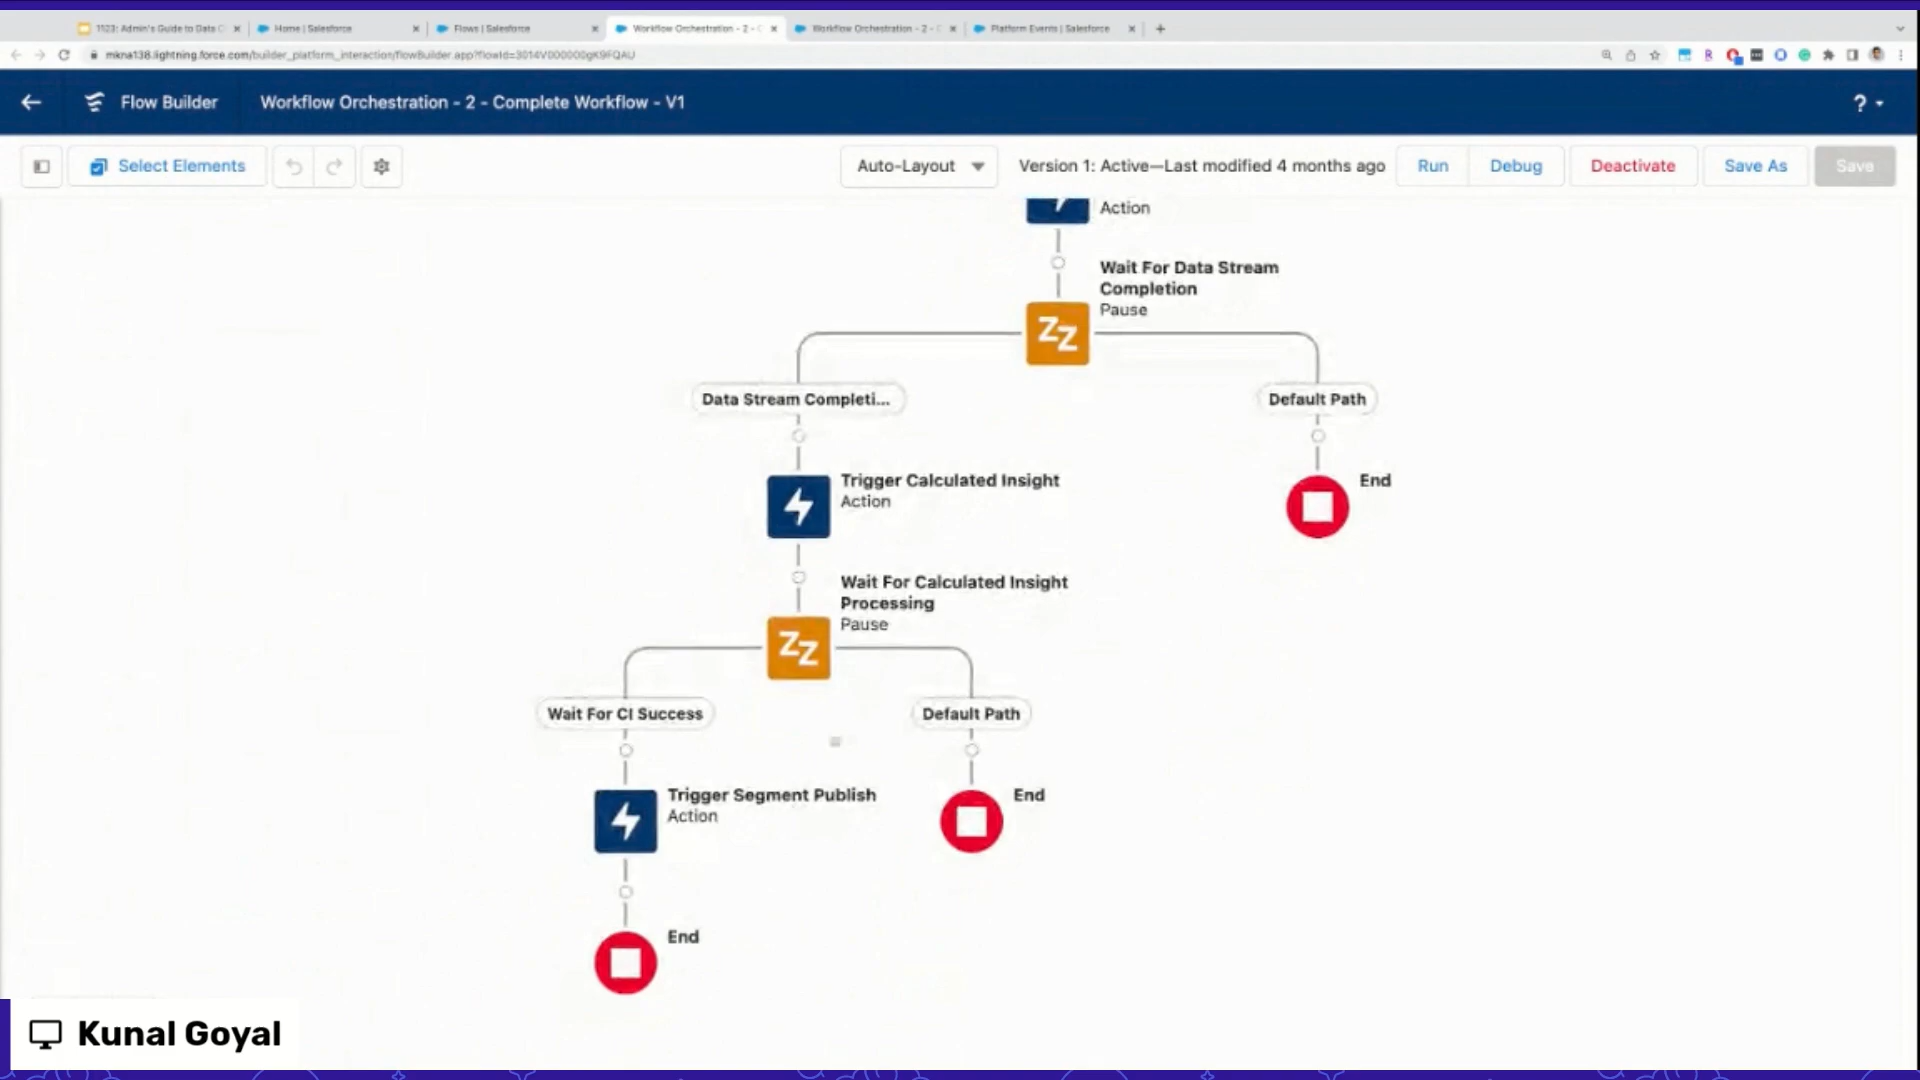 1123: Admin's Guide to Data C
Home | Salesforce
Flows | Salesforce
Workflow Orchestration - 2 - C
Workflow Orchestration - 2 - C
Platform Events | Salesforce
mkna138.lightning.force.com/builder_platform_interaction/flowBuilder.app?flowId=3014V000000gK9FQAU
Flow Builder
Workflow Orchestration - 2 - Complete Workflow - V1
?
Select Elements
Auto-Layout
Version 1: Active—Last modified 4 months ago
Run
Debug
Deactivate
Save As
Save
Action
Wait For Data Stream
Completion
Pause
Data Stream Completi...
Default Path
Trigger Calculated Insight
Action
End
Wait For Calculated Insight
Processing
Pause
Wait For CI Success
Default Path
Trigger Segment Publish
Action
End
End
Kunal Goyal